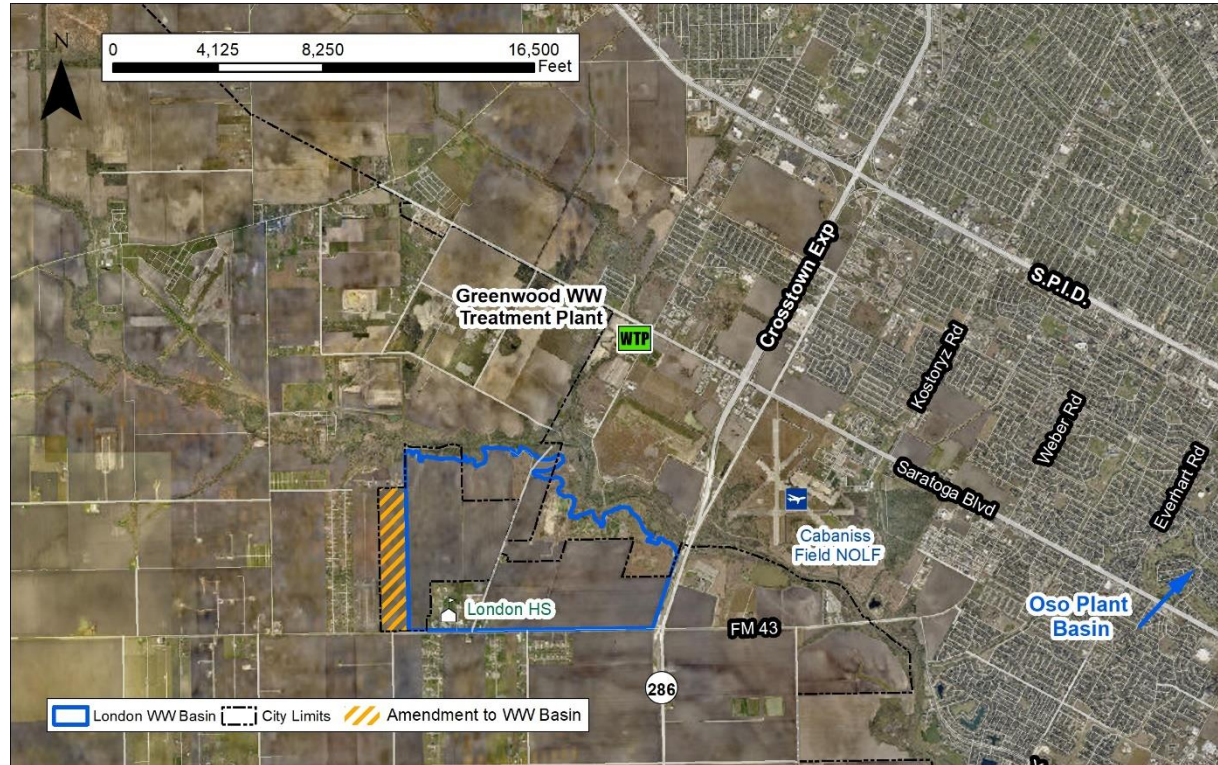 N
0 4,125 8,250 16,500
Feet
Crosstown Exp
S.P.I.D.
Greenwood WW
Treatment Plant
WTP
Kostoryz Rd
Weber Rd
Everhart Rd
Saratoga Blvd
Cabaniss
Field NOLF
London HS
Oso Plant
Basin
FM 43
286
London WW Basin City Limits Amendment to WW Basin